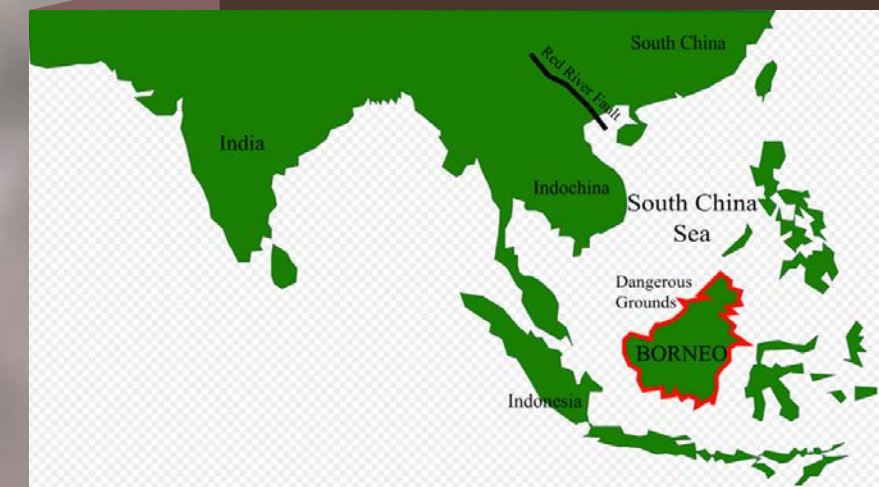 South China
Red River Fault
India
Indochina
South China
Sea
Dangerous
Grounds
BORNEO
Indonesia